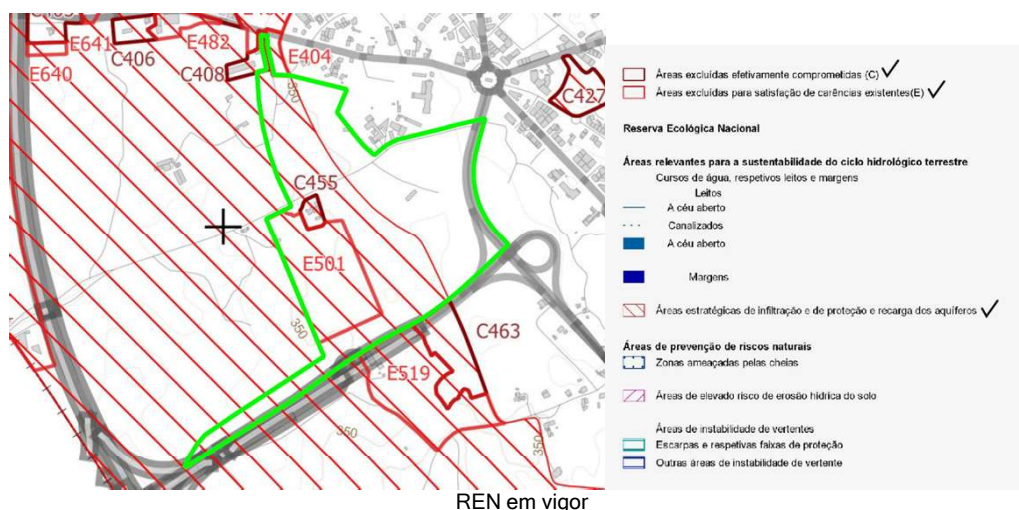 C403
E641
C406
E482
E404
E640
C408
350
C427
C455
E501
350
C463
E519
350
350
Áreas excluídas efetivamente comprometidas (C)
Áreas excluídas para satisfação de carências existentes(E)
Reserva Ecológica Nacional
Áreas relevantes para a sustentabilidade do ciclo hidrológico terrestre
Cursos de água, respetivos leitos e margens
Leitos
A céu aberto
Canalizados
A céu aberto
Margens
Áreas estratégicas de infiltração e de proteção e recarga dos aquíferos
Áreas de prevenção de riscos naturais
Zonas ameaçadas pelas cheias
Áreas de elevado risco de erosão hídrica do solo
Áreas de instabilidade de vertentes
Escarpas e respetivas faixas de proteção
Outras áreas de instabilidade de vertente
REN em vigor